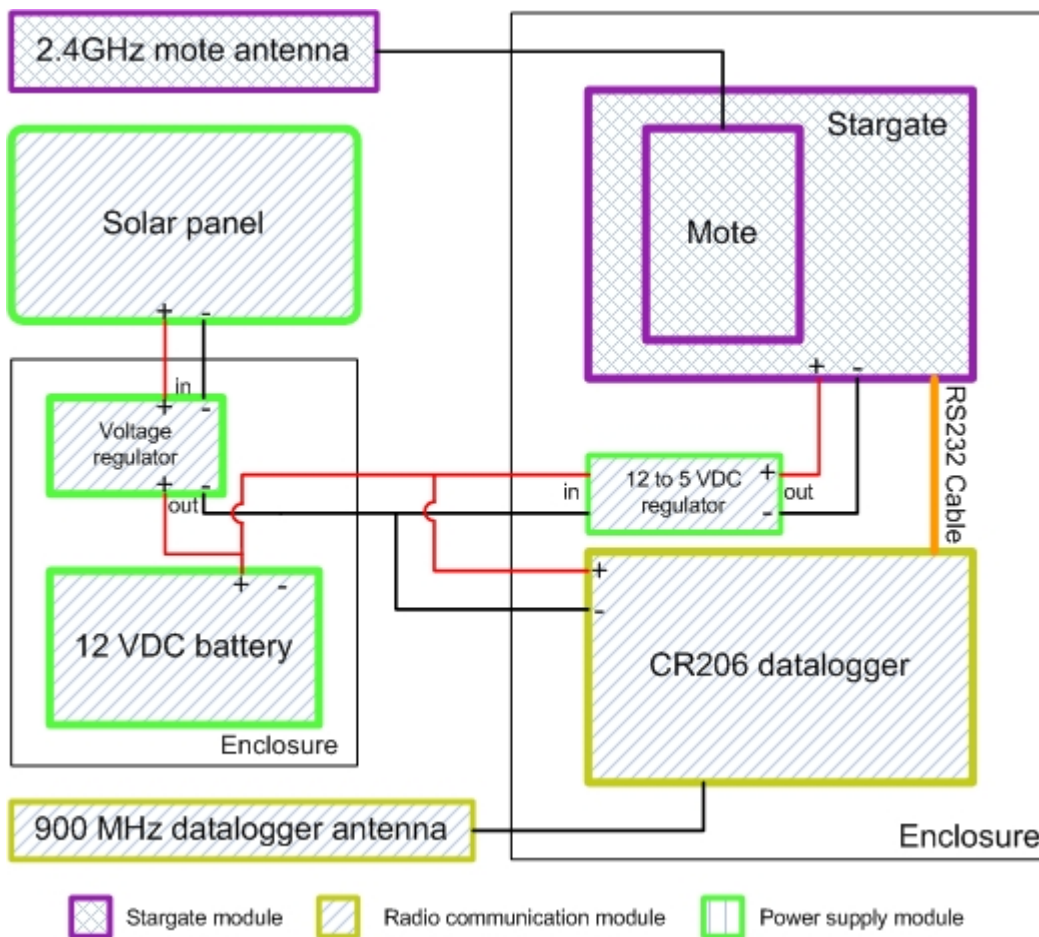 2.4GHz mote antenna
Stargate
Mote
Solar panel
+ -
in
+ -
Voltage
regulator
+ -
out
+ -
12 VDC battery
Enclosure
+ -
RS232 Cable
12 to 5 VDC
regulator
in
+
-
out
+
-
CR206 datalogger
900 MHz datalogger antenna
Enclosure
Stargate module
Radio communication module
Power supply module